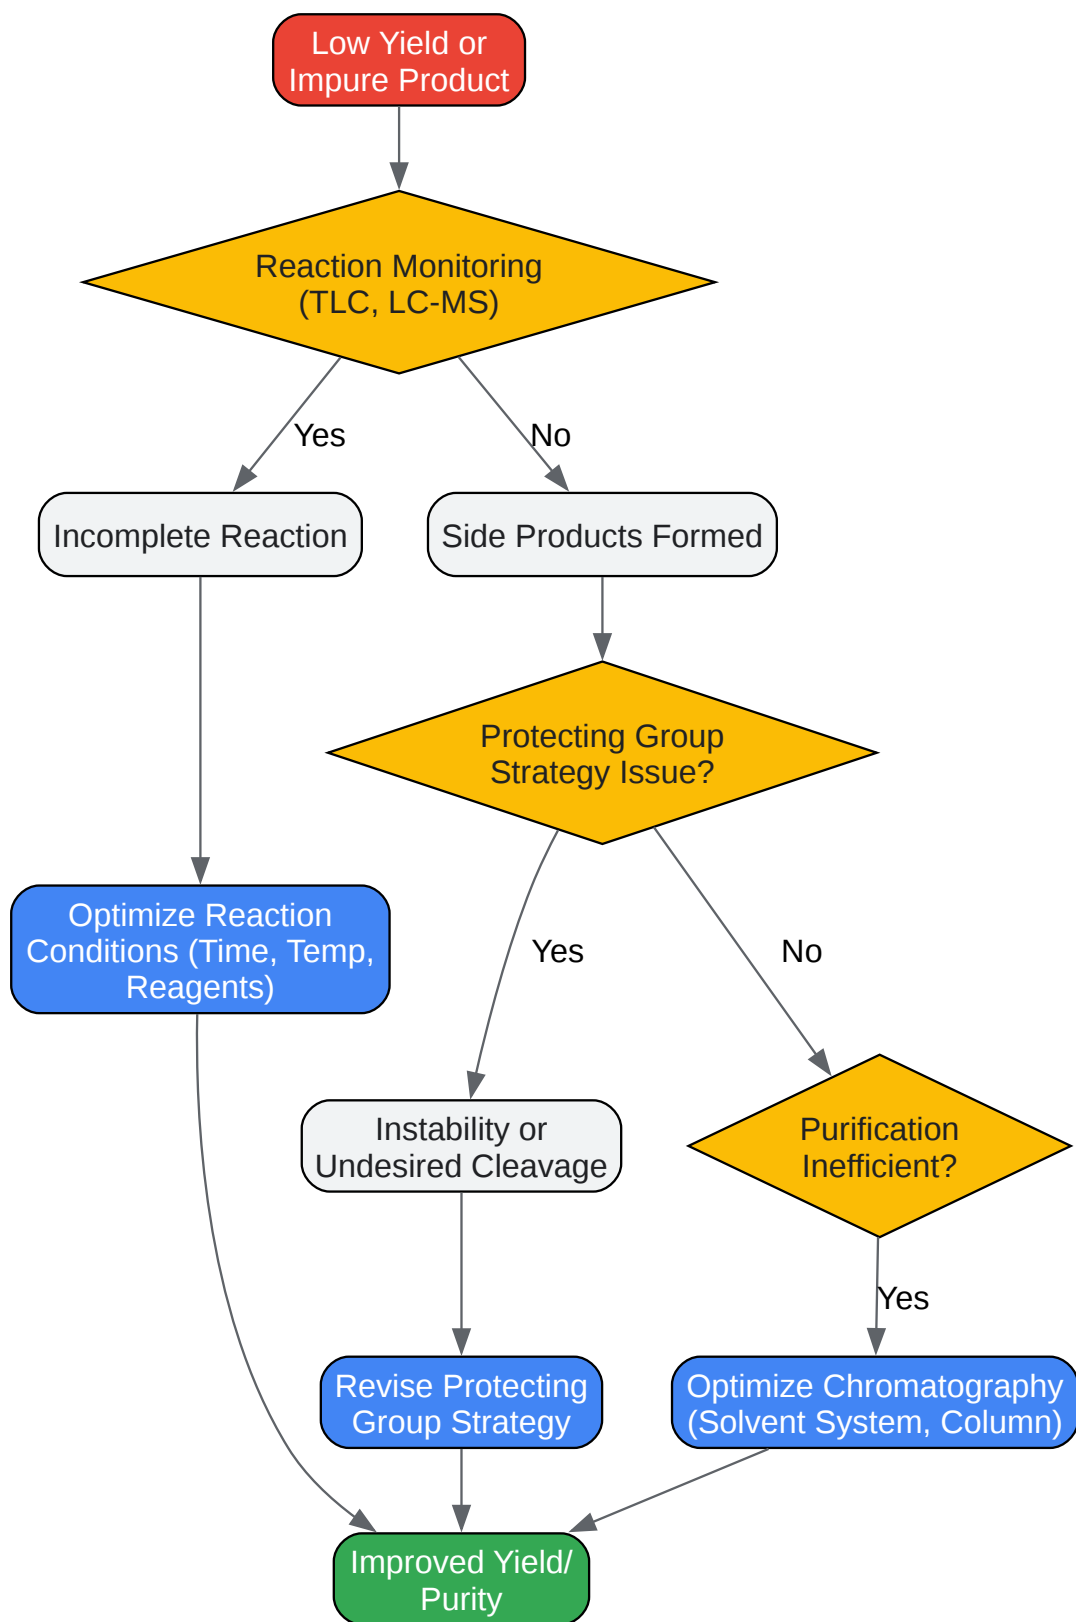 Low Yield or
Impure Product
Reaction Monitoring
(TLC, LC-MS)
Yes
No
Incomplete Reaction
Side Products Formed
Protecting Group
Strategy Issue?
Optimize Reaction
Conditions (Time, Temp,
Reagents)
Yes
No
Instability or
Undesired Cleavage
Purification
Inefficient?
Yes
Revise Protecting
Group Strategy
Optimize Chromatography
(Solvent System, Column)
Improved Yield/
Purity